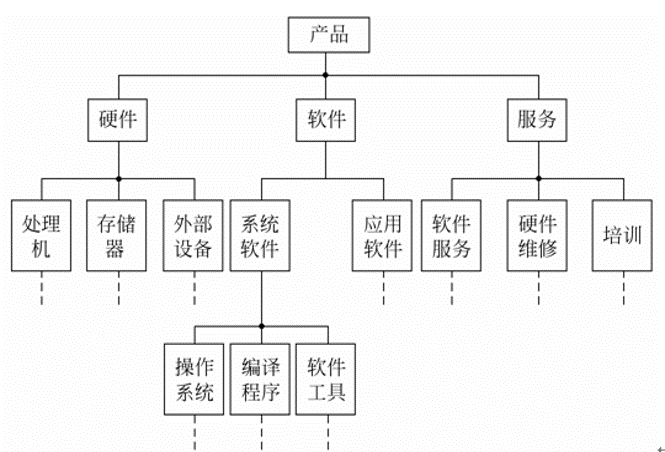 产品
硬件
软件
服务
处理
机
存储
器
外部
设备
系统
软件
应用
软件
软件
服务
硬件
维修
培训
操作
系统
编译
程序
软件
工具